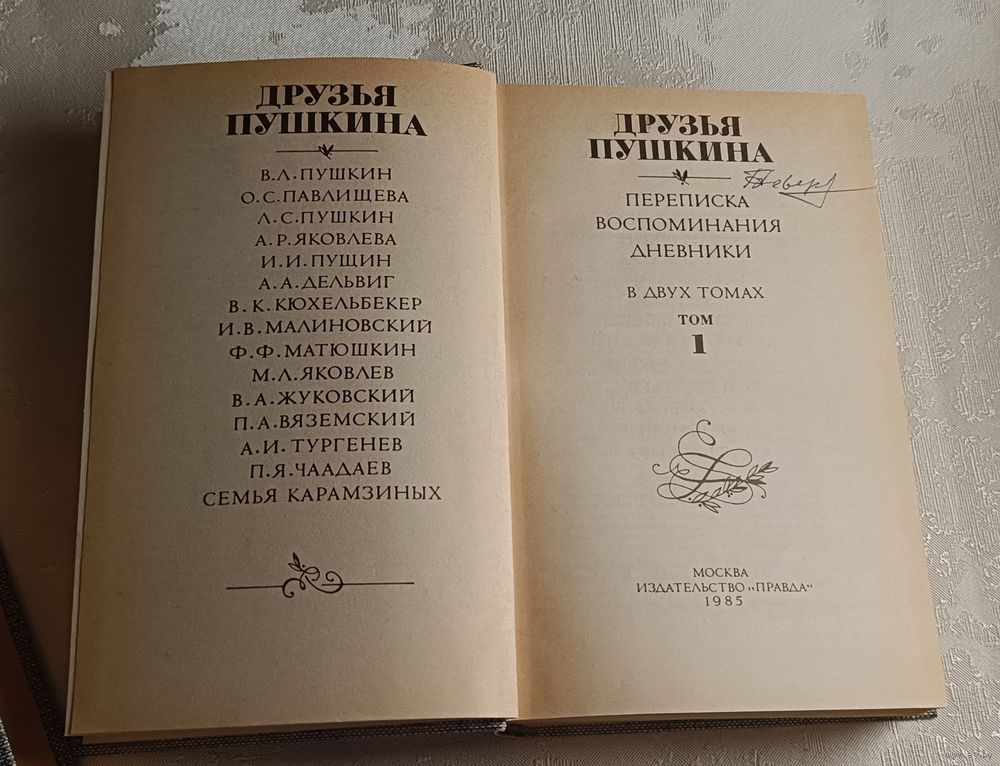 ДРУЗЬЯ
ПУШКИНА
В.Л.ПУШКИН
О.С.ПАВЛИЩЕВА
Л.С.ПУШКИН
А.Р.ЯКОВЛЕВА
И.И.ПУЩИН
А.А.ДЕЛЬВИГ
В.К.КЮХЕЛЬБЕКЕР
И.В.МАЛИНОВСКИЙ
Ф.Ф.МАТЮШКИН
М.Л.ЯКОВЛЕВ
В.А.ЖУКОВСКИЙ
П.А.ВЯЗЕМСКИЙ
А.И.ТУРГЕНЕВ
П.Я.ЧААДАЕВ
СЕМЬЯ КАРАМЗИНЫХ
ДРУЗЬЯ
ПУШКИНА
ПЕРЕПИСКА
ВОСПОМИНАНИЯ
ДНЕВНИКИ
В ДВУХ ТОМАХ
ТОМ
1
МОСКВА
ИЗДАТЕЛЬСТВО „ПРАВДА“
1985